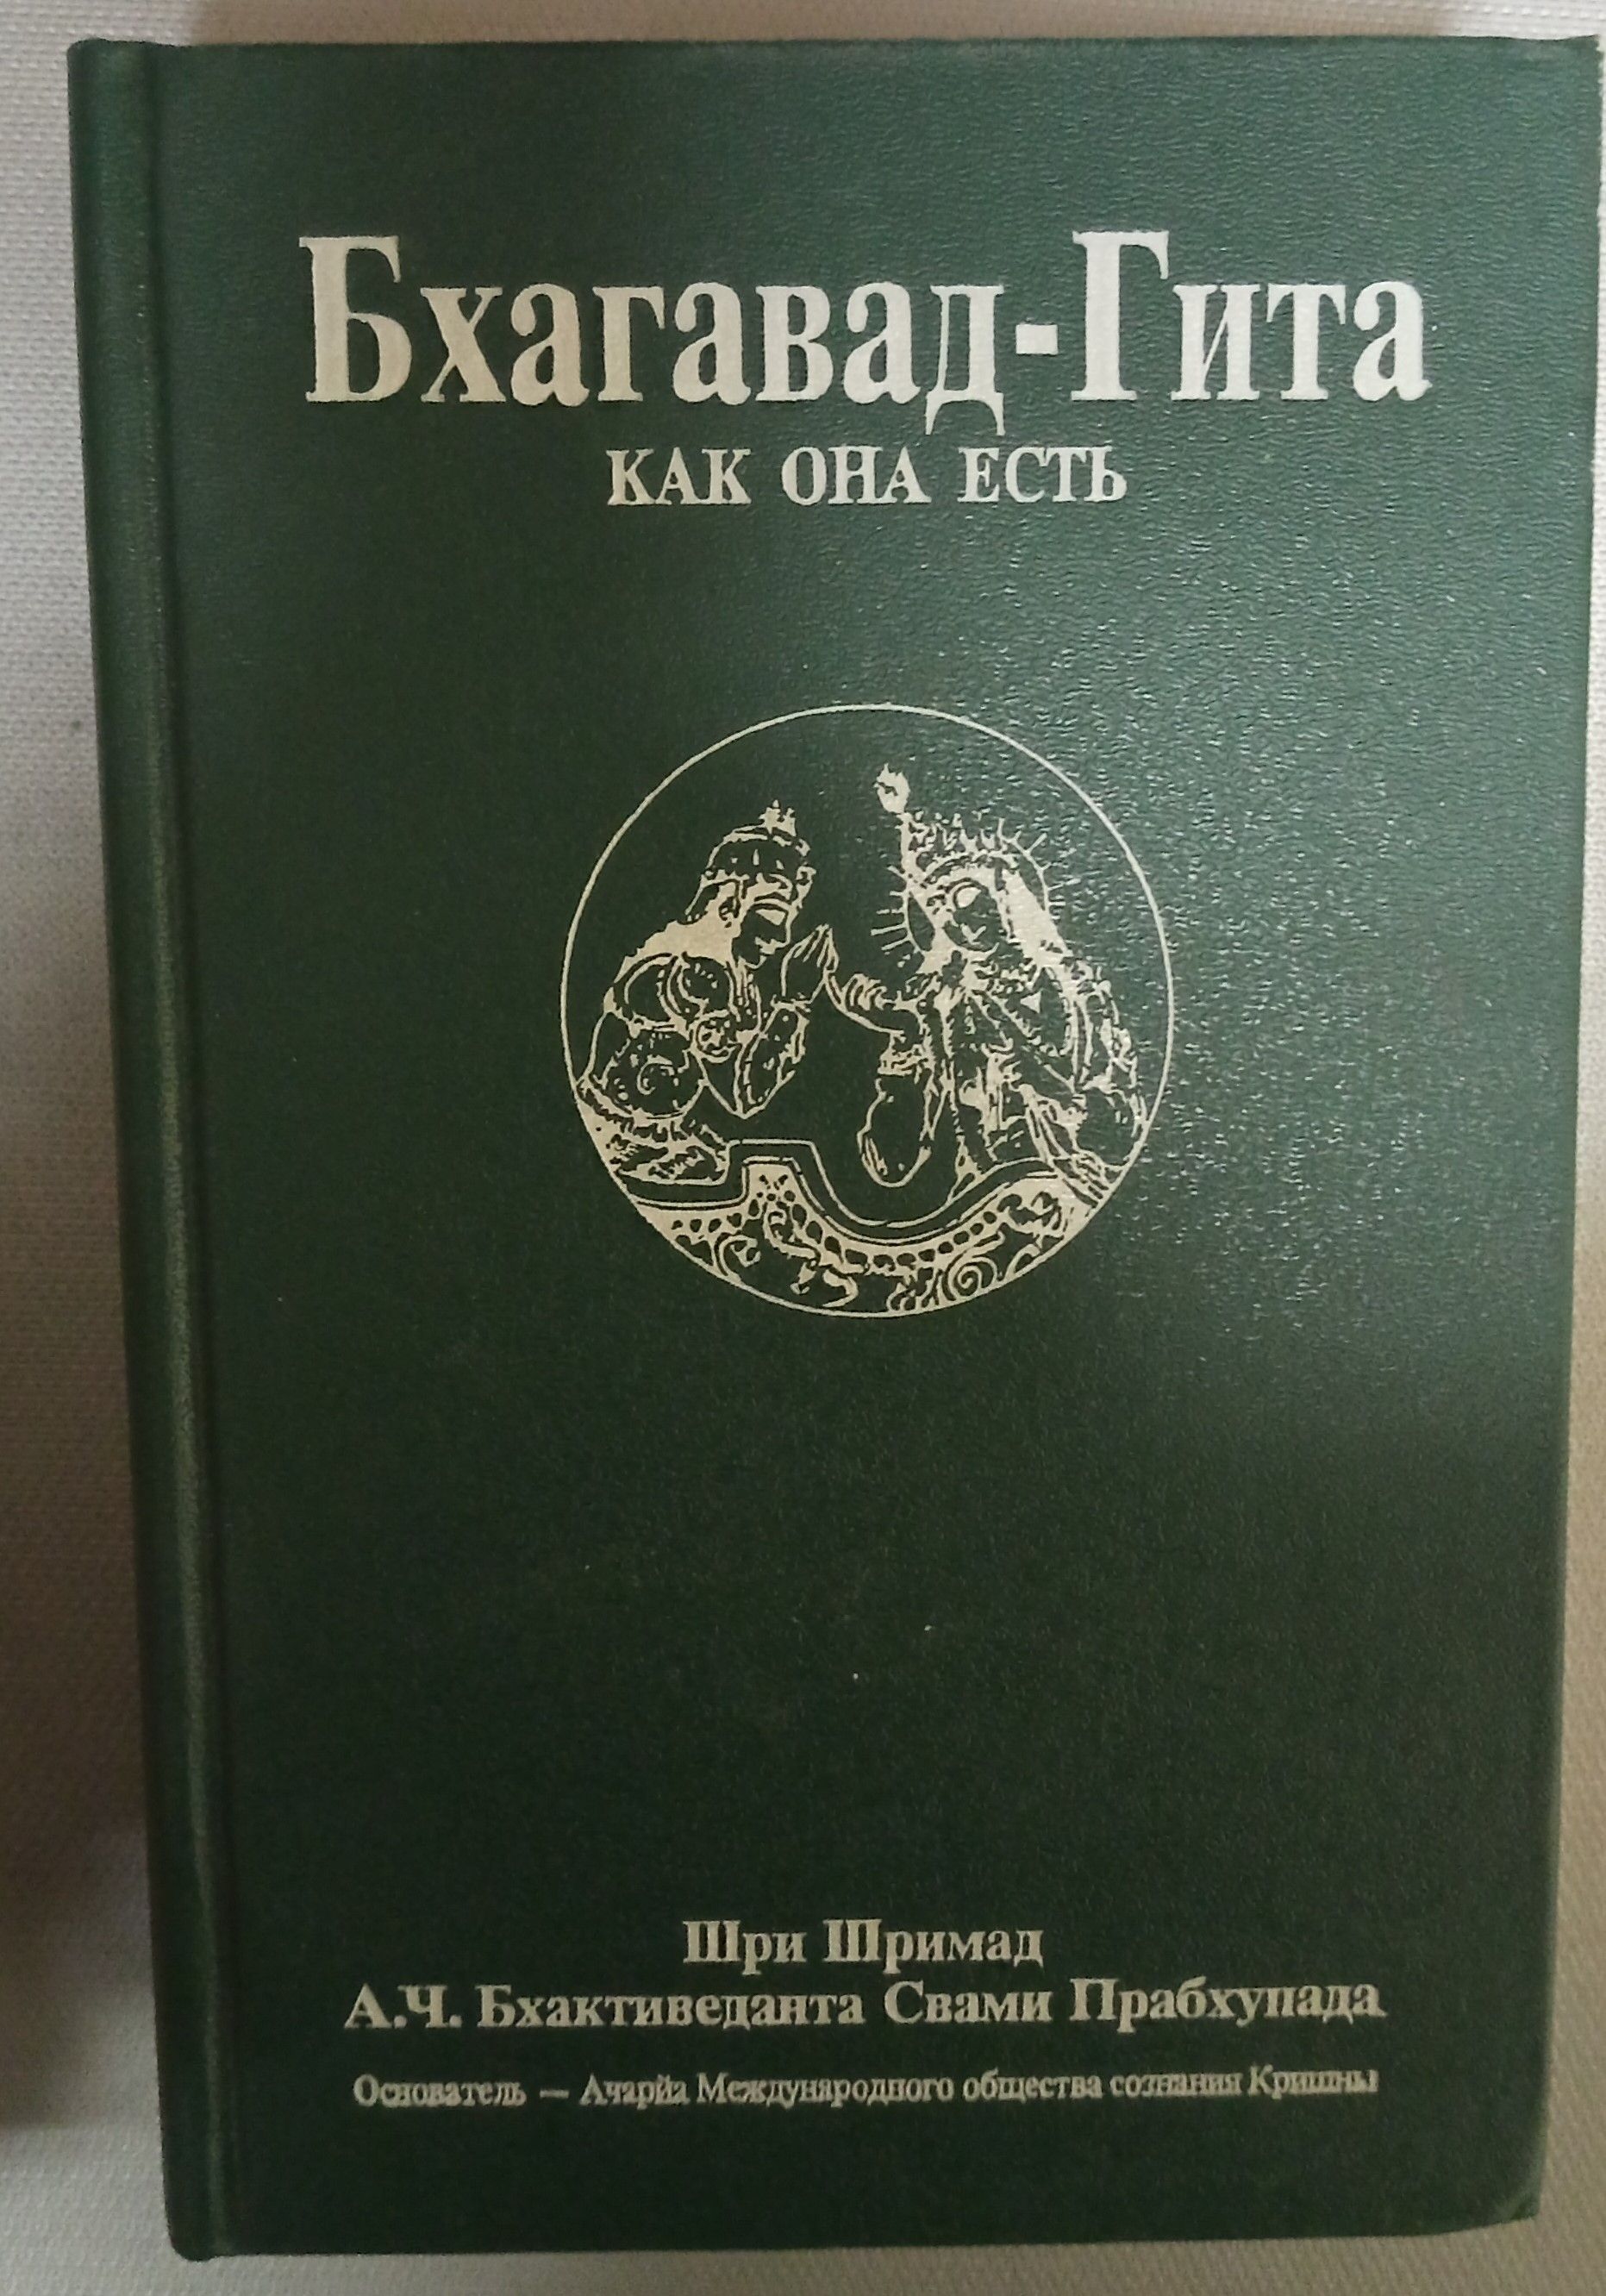 Бхагавад-Гита
КАК ОНА ЕСТЬ
Шри Шримад
А.Ч. Бхактиведанта Свами Прабхупада
Основатель — Ачарйа Международного общества сознания Кришны